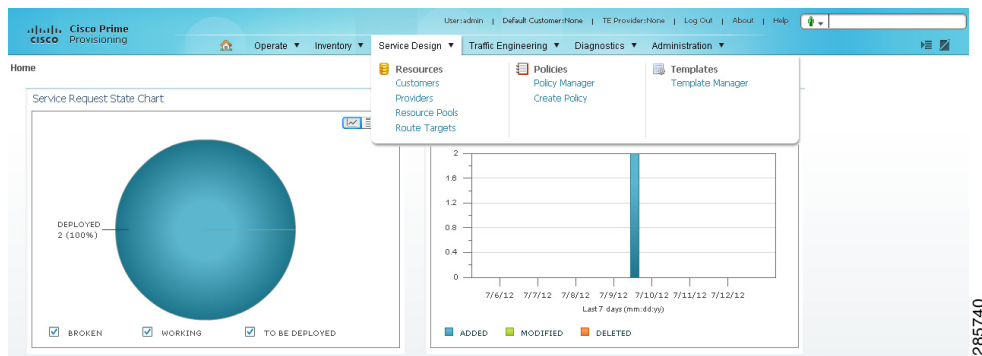 User:admin | Default Customer:None | TE Provider:None | Log Out | About | Help
Cisco Prime
CISCO Provisioning
Operate ▼ Inventory ▼ Service Design ▼ Traffic Engineering ▼ Diagnostics ▼ Administration ▼
Home
Resources
Customers
Providers
Resource Pools
Route Targets
Policies
Policy Manager
Create Policy
Templates
Template Manager
Service Request State Chart
DEPLOYED
2 (100%)
BROKEN WORKING TO BE DEPLOYED
2
1.6
1.2
0.8
0.4
0
7/6/12 7/7/12 7/8/12 7/9/12 7/10/12 7/11/12 7/12/12
Last 7 days (mm:dd:yy)
ADDED MODIFIED DELETED
285740